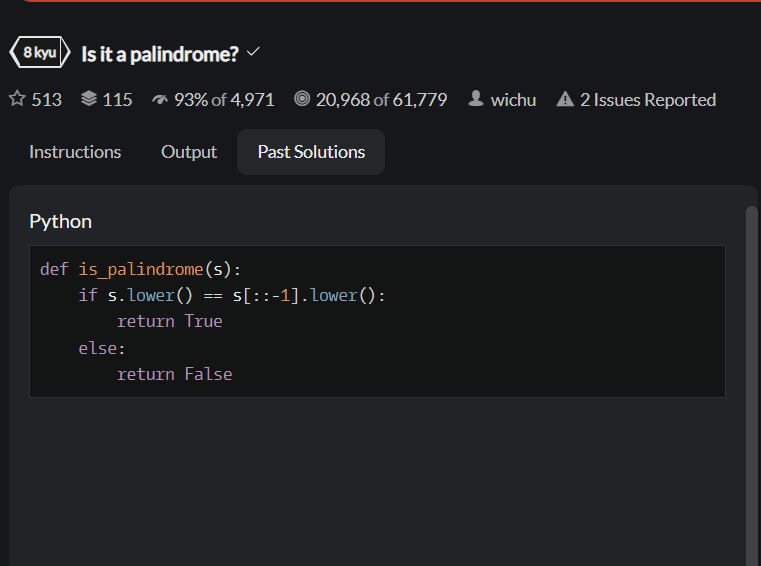 8 kyu Is it a palindrome?
513 115 93% of 4,971 20,968 of 61,779 wichu 2 Issues Reported
Instructions Output Past Solutions
Python
def is_palindrome(s):
    if s.lower() == s[::-1].lower():
        return True
    else:
        return False